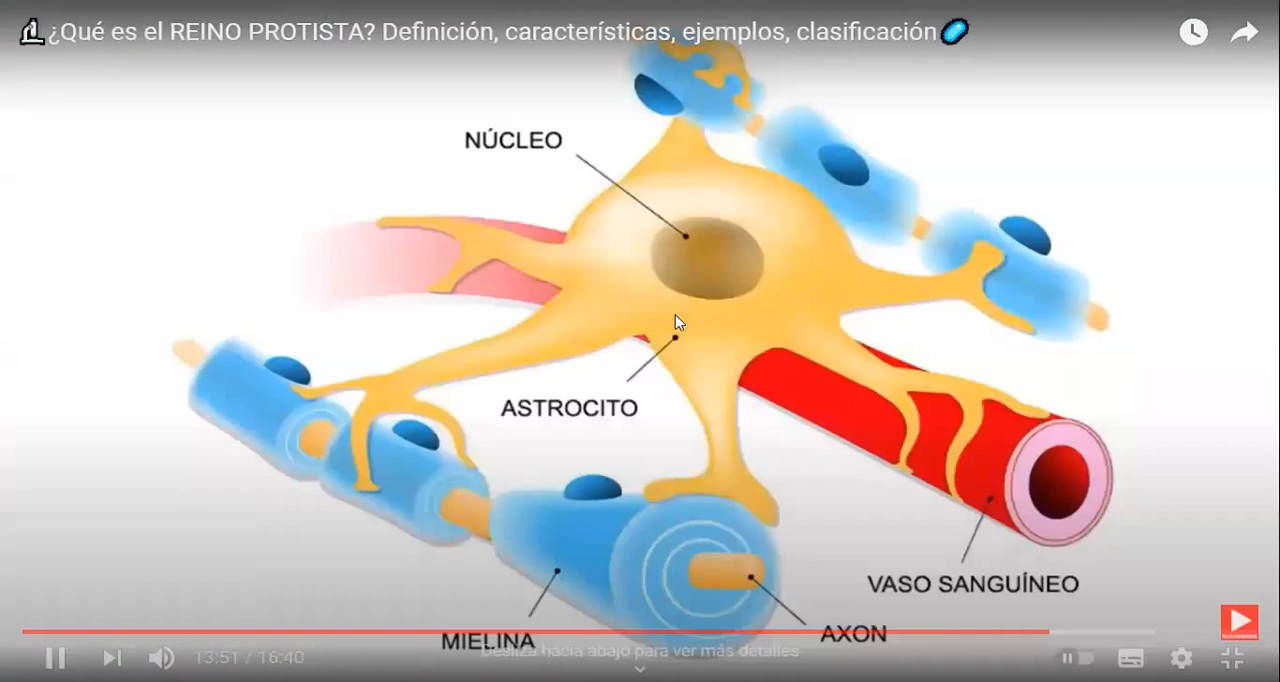 ¿Qué es el REINO PROTISTA? Definición, características, ejemplos, clasificación
NÚCLEO
ASTROCITO
VASO SANGUÍNEO
AXON
MIELINA
Desliza hacia abajo para ver más detalles
13:51 / 16:40